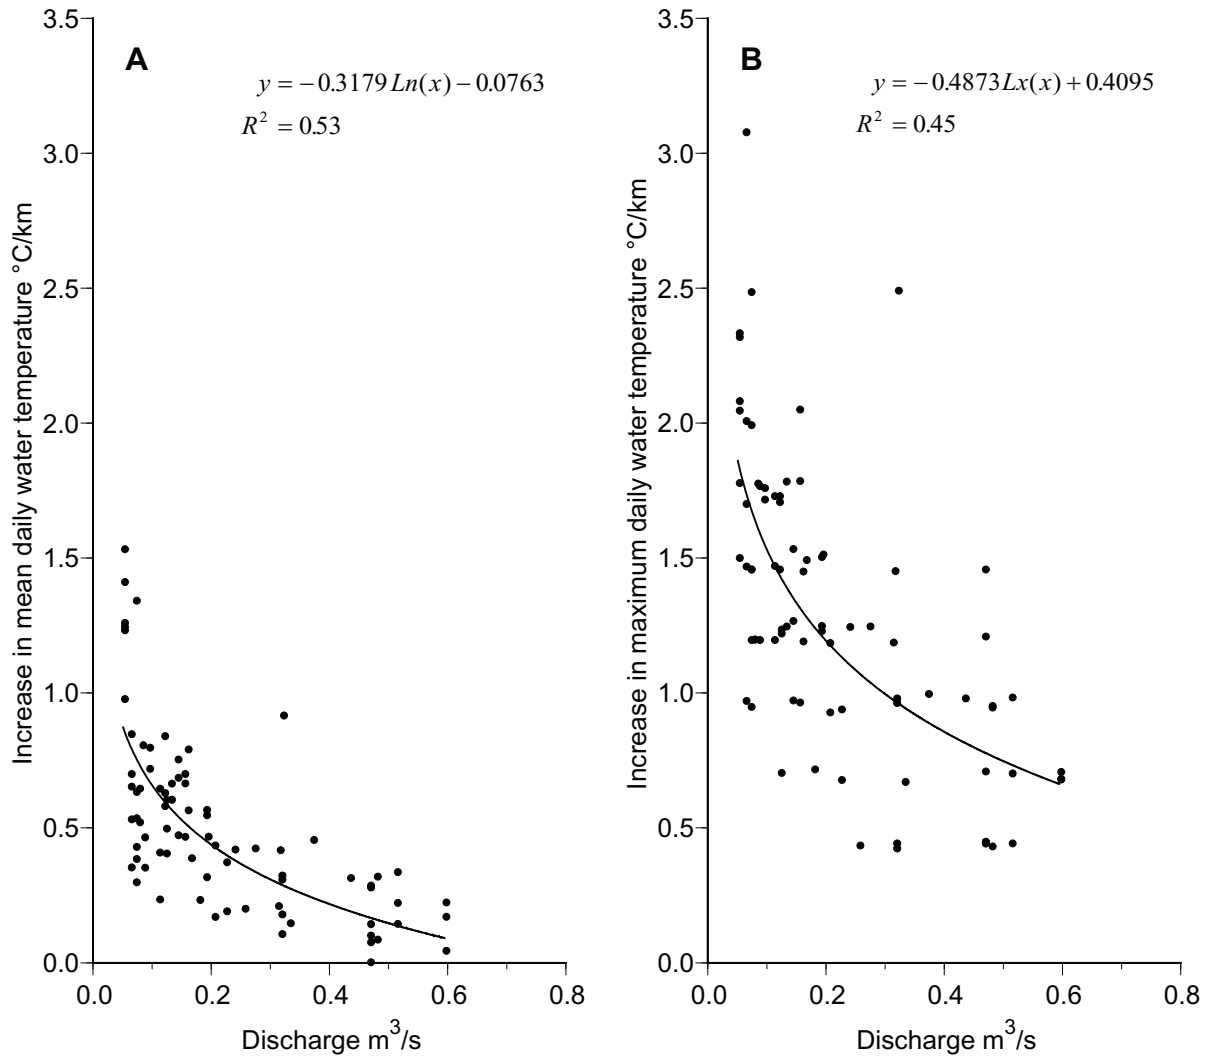 A
y = −0.3179 Ln(x) − 0.0763
R² = 0.53
Increase in mean daily water temperature °C/km
3.5
3.0
2.5
2.0
1.5
1.0
0.5
0.0
0.0 0.2 0.4 0.6 0.8
Discharge m³/s
B
y = −0.4873 Lx(x) + 0.4095
R² = 0.45
Increase in maximum daily water temperature °C/km
3.5
3.0
2.5
2.0
1.5
1.0
0.5
0.0
0.0 0.2 0.4 0.6 0.8
Discharge m³/s